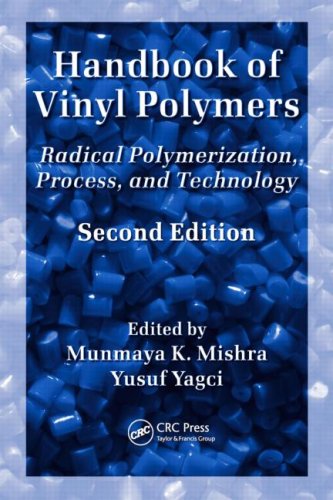 Handbook of
Vinyl Polymers
Radical Polymerization,
Process, and Technology
Second Edition
Edited by
Munmaya K. Mishra
Yusuf Yagci
CRC
CRC Press
Taylor & Francis Group